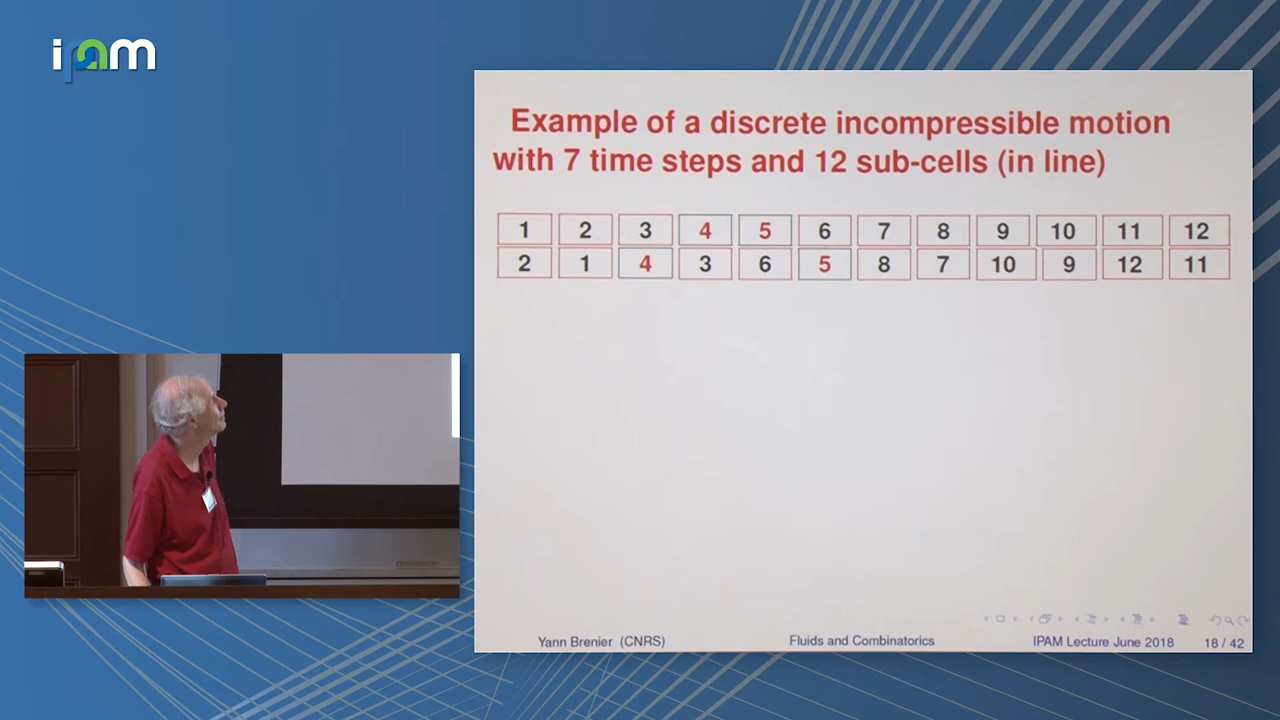 ipam
Example of a discrete incompressible motion
with 7 time steps and 12 sub-cells (in line)
1 2 3 4 5 6 7 8 9 10 11 12
2 1 4 3 6 5 8 7 10 9 12 11
Yann Brenier (CNRS) Fluids and Combinatorics IPAM Lecture June 2018 18 / 42